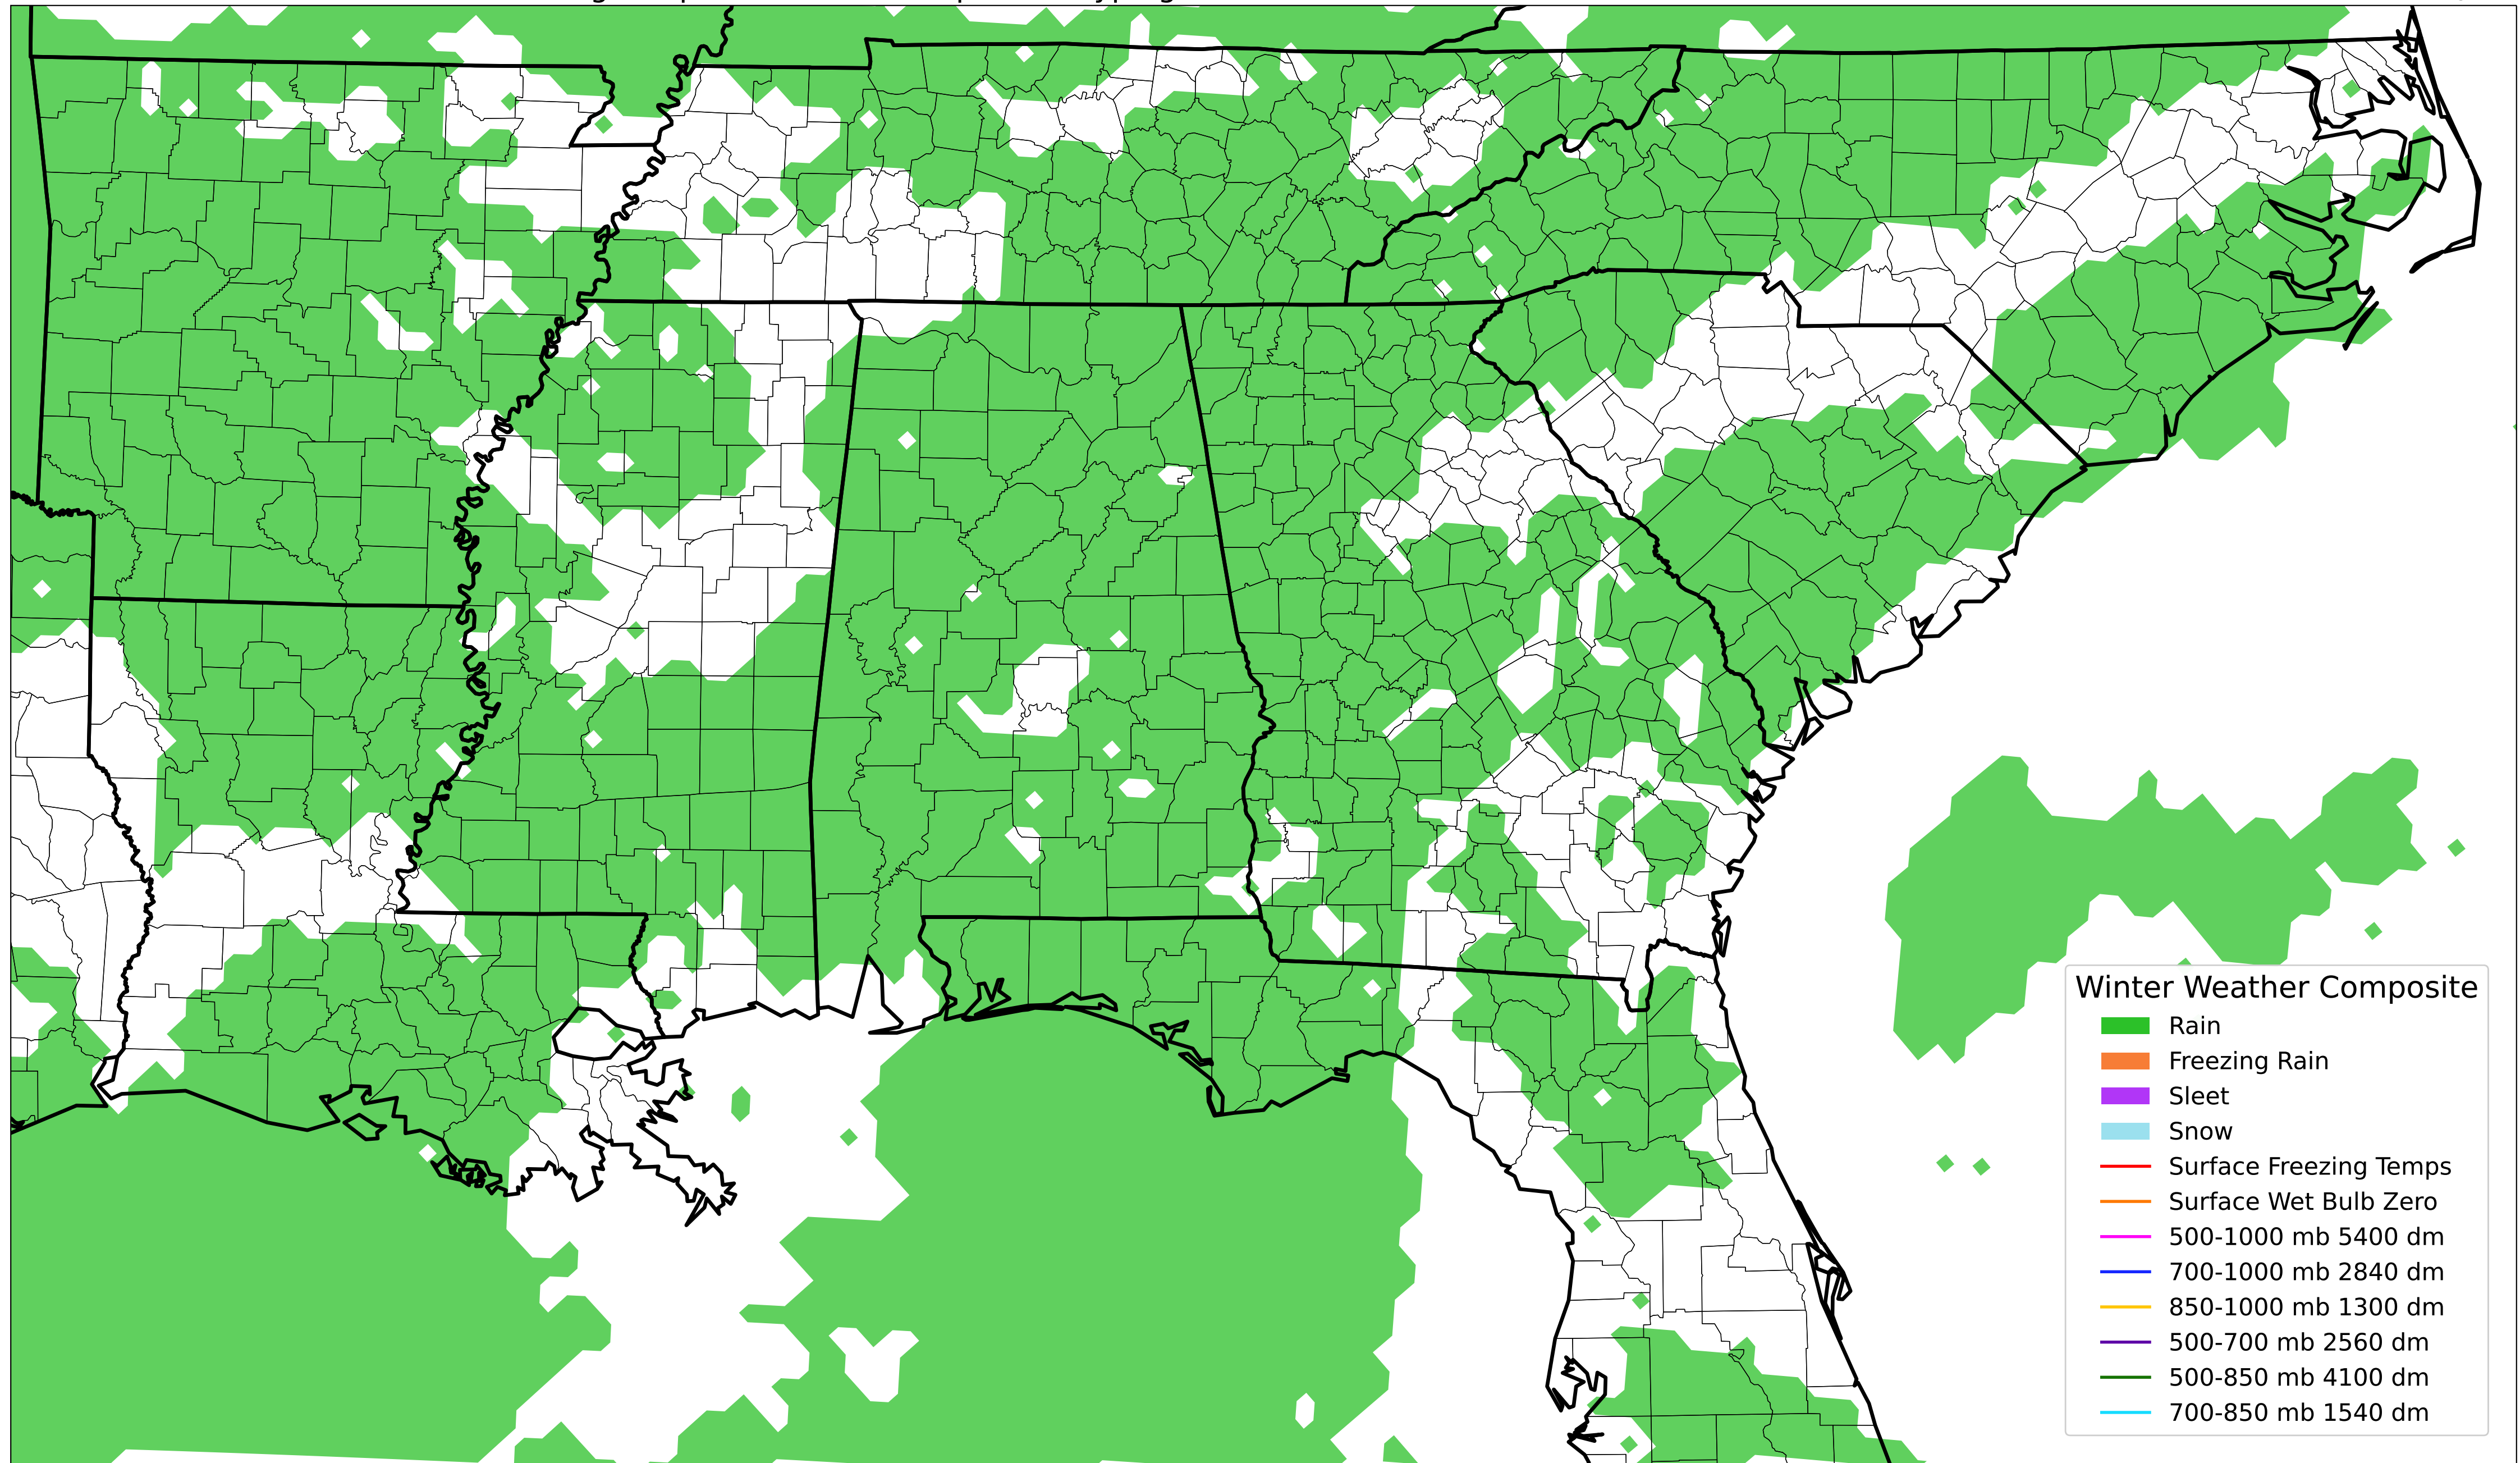 Winter Weather Composite
Rain
Freezing Rain
Sleet
Snow
Surface Freezing Temps
Surface Wet Bulb Zero
500-1000 mb 5400 dm
700-1000 mb 2840 dm
850-1000 mb 1300 dm
500-700 mb 2560 dm
500-850 mb 4100 dm
700-850 mb 1540 dm